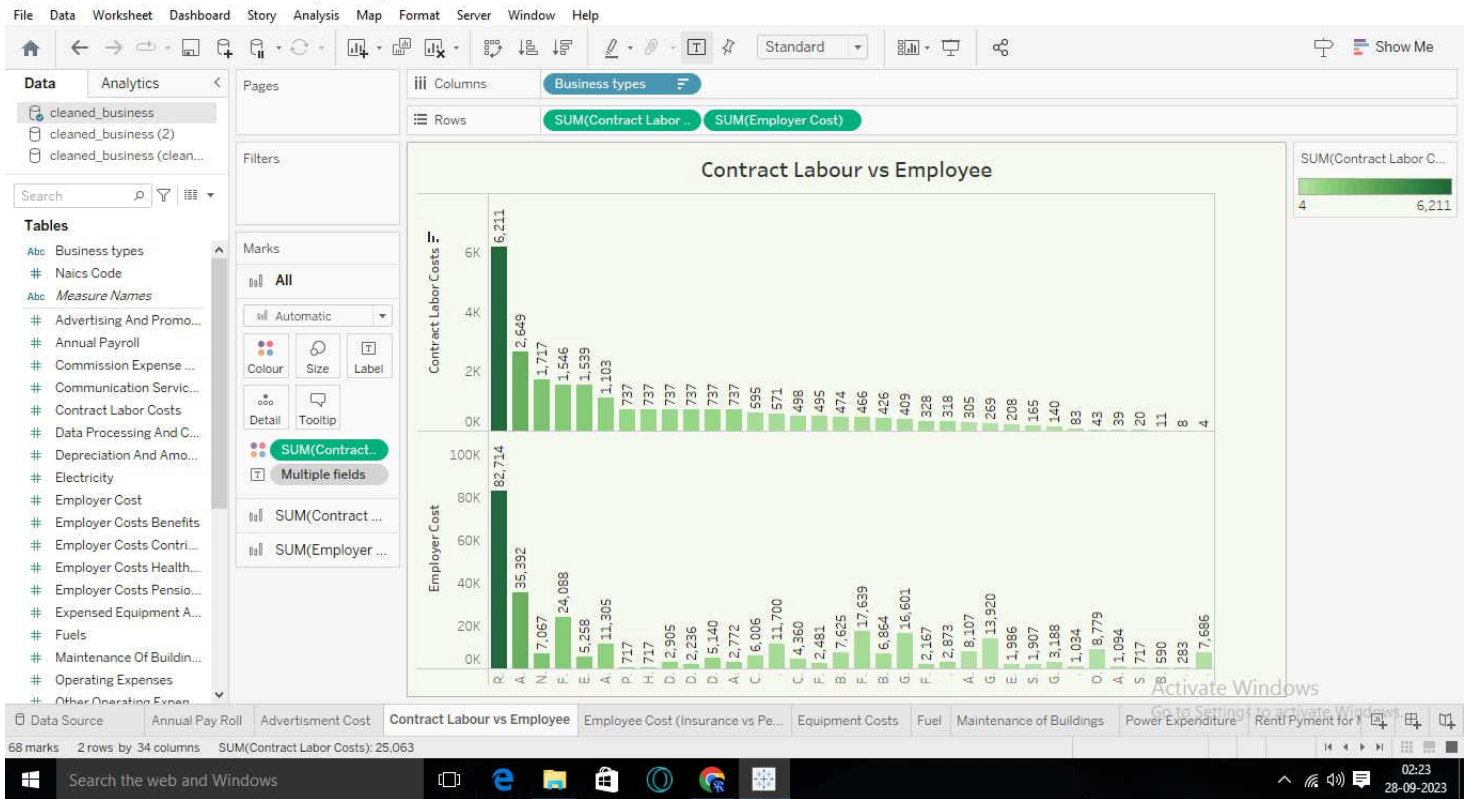 File Data Worksheet Dashboard Story Analysis Map Format Server Window Help
Standard
Show Me
Data Analytics
cleaned_business
cleaned_business (2)
cleaned_business (clean...
Search
Tables
Abc Business types
# Naics Code
Abc Measure Names
# Advertising And Promo...
# Annual Payroll
# Commission Expense ...
# Communication Servic...
# Contract Labor Costs
# Data Processing And C...
# Depreciation And Amo...
# Electricity
# Employer Cost
# Employer Costs Benefits
# Employer Costs Contri...
# Employer Costs Health...
# Employer Costs Pensio...
# Expensed Equipment A...
# Fuels
# Maintenance Of Buildin...
# Operating Expenses
# Other Operating Expen
Pages
Filters
Marks
All
Automatic
Colour Size Label
Detail Tooltip
SUM(Contract..
Multiple fields
SUM(Contract ...
SUM(Employer ...
Columns Business types
Rows SUM(Contract Labor .. SUM(Employer Cost)
Contract Labour vs Employee
Contract Labor Costs
6K
4K
2K
0K
6,211 2,649 1,717 1,546 1,539 1,103 737 737 737 737 737 737 595 571 498 495 474 466 426 409 328 318 305 269 208 165 140 83 43 39 20 11 8 4
Employer Cost
100K
80K
60K
40K
20K
0K
82,714 35,392 7,067 24,088 5,258 11,305 717 717 2,905 2,236 5,140 2,772 6,006 11,700 4,360 2,481 7,625 17,639 6,864 16,601 2,167 2,873 8,107 13,920 1,986 1,907 3,188 1,034 8,779 1,094 717 590 283 7,686
R. A. N. F. E. A. P. H. D. D. D. A. C. . C. F. B. F. B. G. F. . A. G. E. S. G. . O. A. S. B. . .
SUM(Contract Labor C...
4 6,211
Activate Windows
Go to Settings to activate Windows.
Data Source Annual Pay Roll Advertisment Cost Contract Labour vs Employee Employee Cost (Insurance vs Pe... Equipment Costs Fuel Maintenance of Buildings Power Expenditure Rentl Pyment for
68 marks 2 rows by 34 columns SUM(Contract Labor Costs): 25,063
Search the web and Windows
02:23
28-09-2023